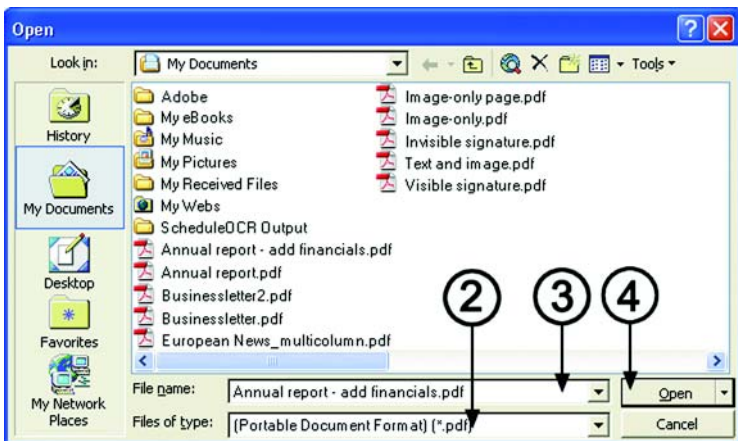 Open
Look in:
My Documents
Tools
History
My Documents
Desktop
Favorites
My Network
Places
Adobe
My eBooks
My Music
My Pictures
My Received Files
My Webs
ScheduleOCR Output
Annual report - add financials.pdf
Annual report.pdf
Businessletter2.pdf
Businessletter.pdf
European News_multicolumn.pdf
Image-only page.pdf
Image-only.pdf
Invisible signature.pdf
Text and image.pdf
Visible signature.pdf
2
3
4
File name:
Annual report - add financials.pdf
Open
Files of type:
(Portable Document Format) (*.pdf)
Cancel